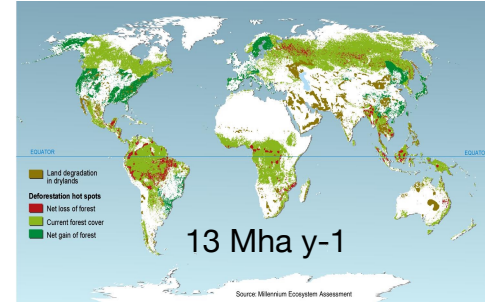 EQUATOR
EQUATO
Land degradation
in drylands
Deforestation hot spots
Net loss of forest
Current forest cover
Net gain of forest
13 Mha y-1
Source: Millennium Ecosystem Assessment